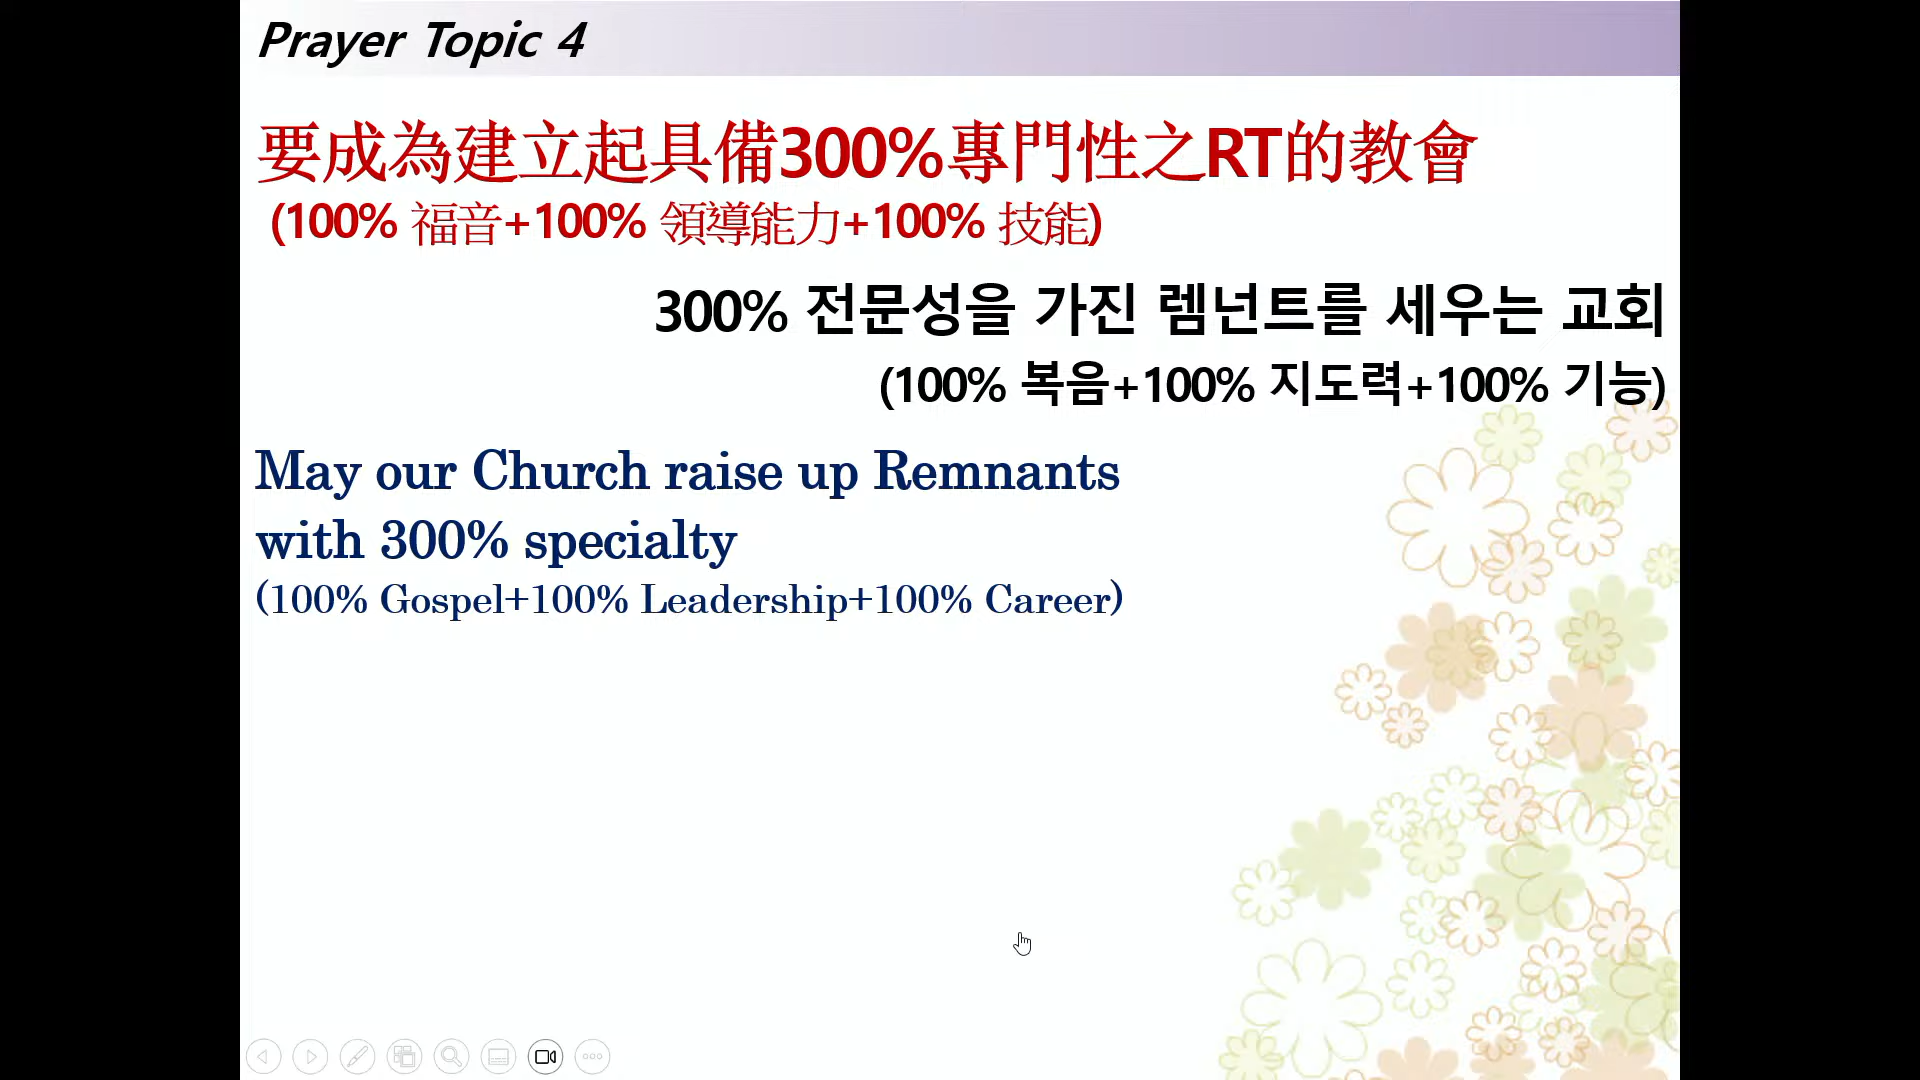 Prayer Topic 4
要成為建立起具備300%專門性之RT的教會
(100% 福音+100% 領導能力+100% 技能)
300% 전문성을 가진 렘넌트를 세우는 교회
(100% 복음+100% 지도력+100% 기능)
May our Church raise up Remnants
with 300% specialty
(100% Gospel+100% Leadership+100% Career)